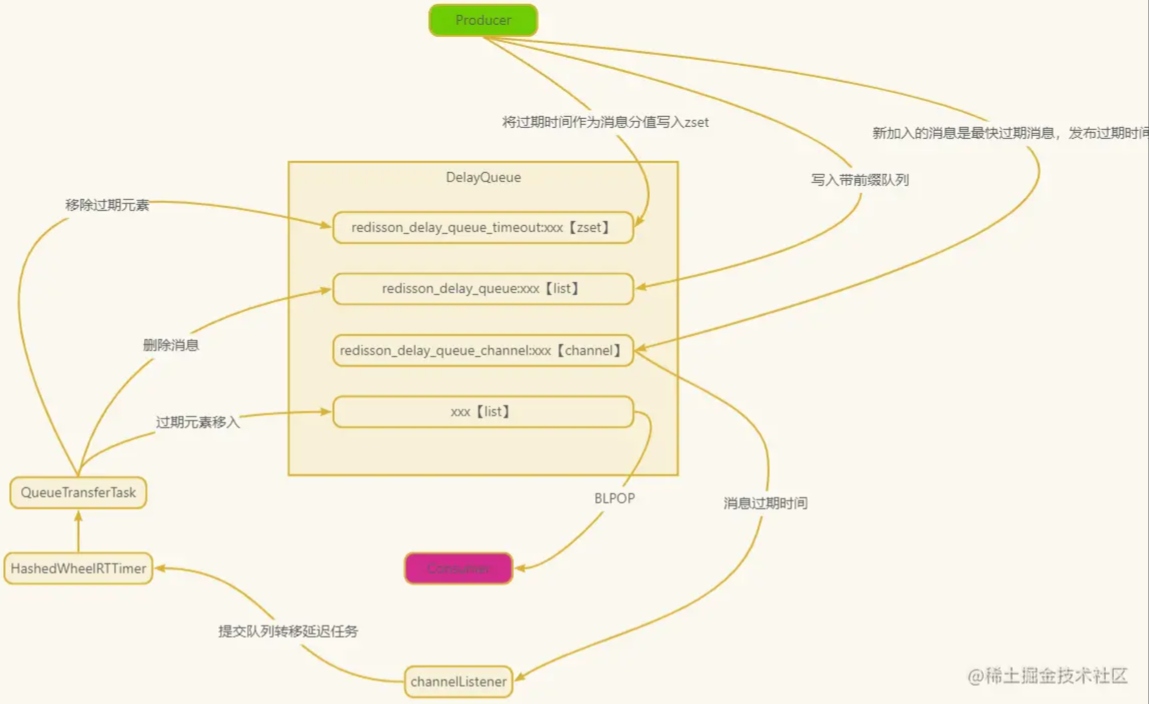 Producer
将过期时间作为消息分值写入zset
新加入的消息是最快过期消息，发布过期时间
写入带前缀队列
DelayQueue
移除过期元素
redisson_delay_queue_timeout:xxx【zset】
redisson_delay_queue:xxx【list】
删除消息
redisson_delay_queue_channel:xxx【channel】
xxx【list】
过期元素移入
QueueTransferTask
BLPOP
消息过期时间
HashedWheelRTTimer
Consumer
提交队列转移延迟任务
channelListener
@稀土掘金技术社区